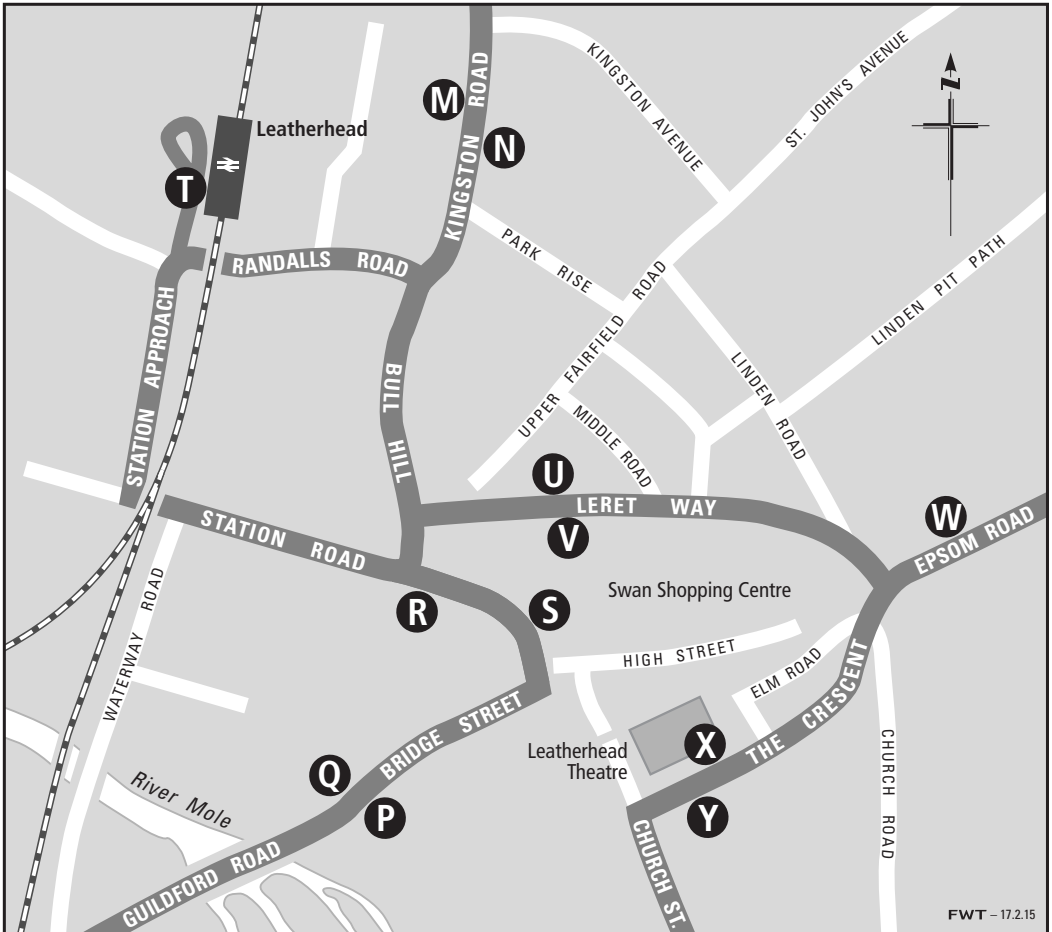 KINGSTON ROAD
M
N
KINGSTON AVENUE
ST. JOHN'S AVENUE
N
Leatherhead
T
RANDALLS ROAD
PARK RISE
UPPER FAIRFIELD ROAD
LINDEN PIT PATH
STATION APPROACH
BULL HILL
MIDDLE ROAD
LINDEN ROAD
U
LERET WAY
V
W
EPSOM ROAD
STATION ROAD
R
S
Swan Shopping Centre
WATERWAY ROAD
HIGH STREET
ELM ROAD
THE CRESCENT
BRIDGE STREET
Leatherhead
Theatre
X
Y
Q
P
River Mole
GUILDFORD ROAD
CHURCH ST.
CHURCH ROAD
FWT – 17.2.15